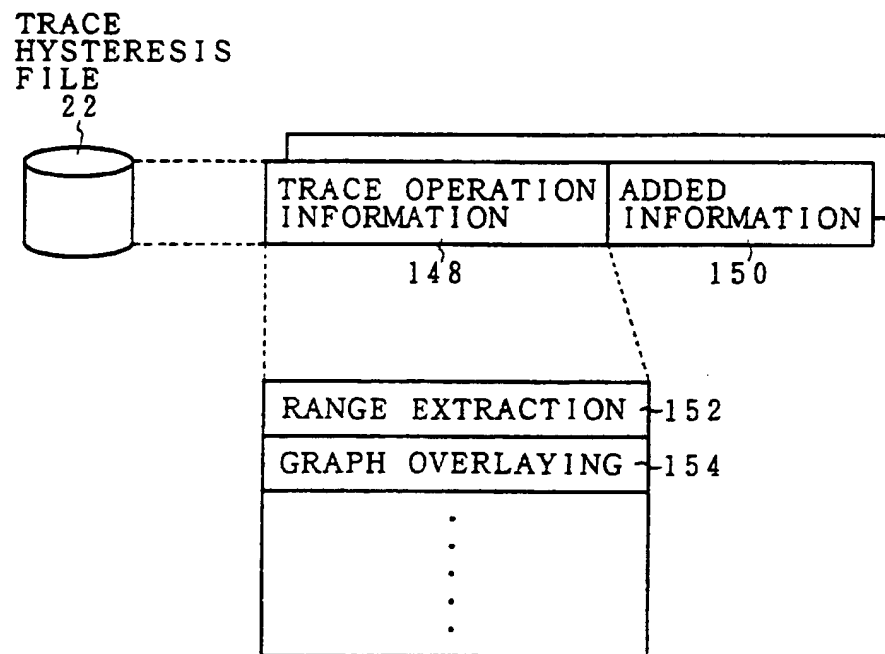 TRACE
HYSTERESIS
FILE
22
TRACE OPERATION
INFORMATION
ADDED
INFORMATION
148
150
RANGE EXTRACTION
152
GRAPH OVERLAYING
154